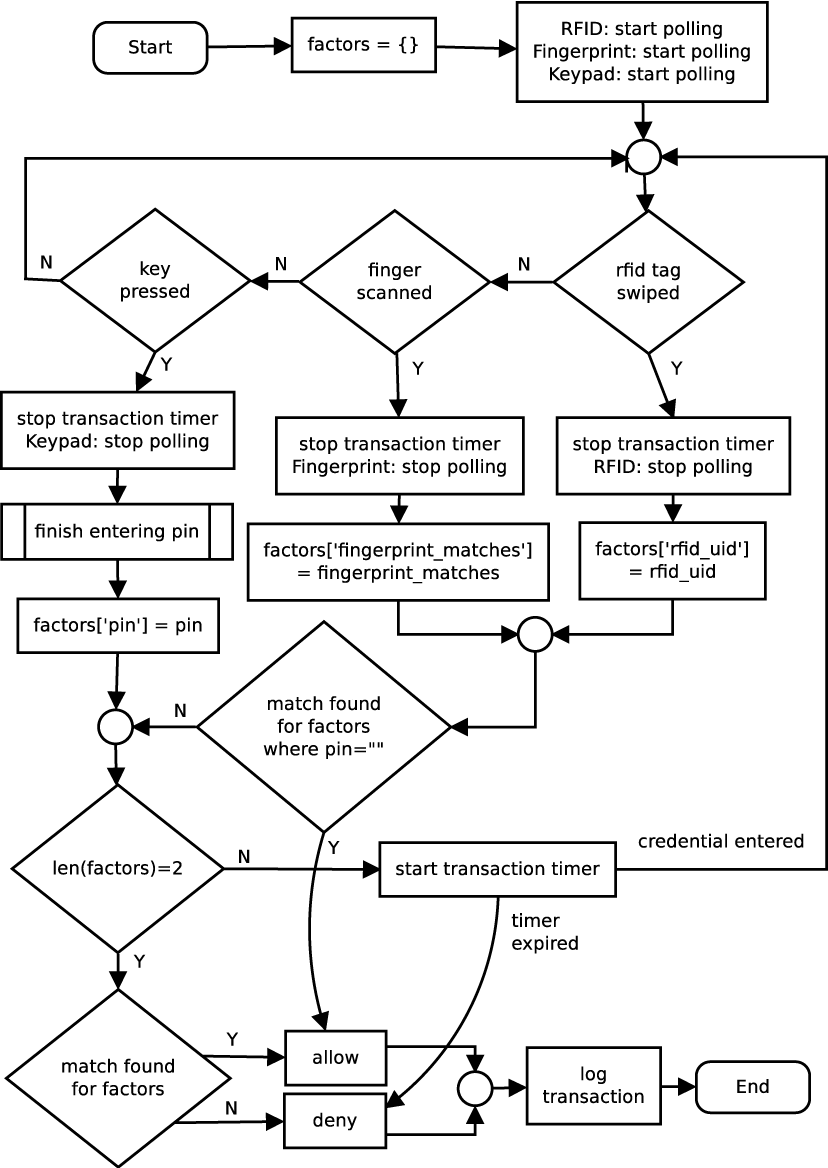 Start
factors = {}
RFID: start polling
Fingerprint: start polling
Keypad: start polling
key
pressed
N
finger
scanned
N
rfid tag
swiped
N
Y
Y
Y
stop transaction timer
Keypad: stop polling
stop transaction timer
Fingerprint: stop polling
stop transaction timer
RFID: stop polling
finish entering pin
factors['fingerprint_matches']
= fingerprint_matches
factors['rfid_uid']
= rfid_uid
factors['pin'] = pin
match found
for factors
where pin=""
N
Y
len(factors)=2
N
start transaction timer
credential entered
timer
expired
Y
match found
for factors
Y
N
allow
deny
log
transaction
End